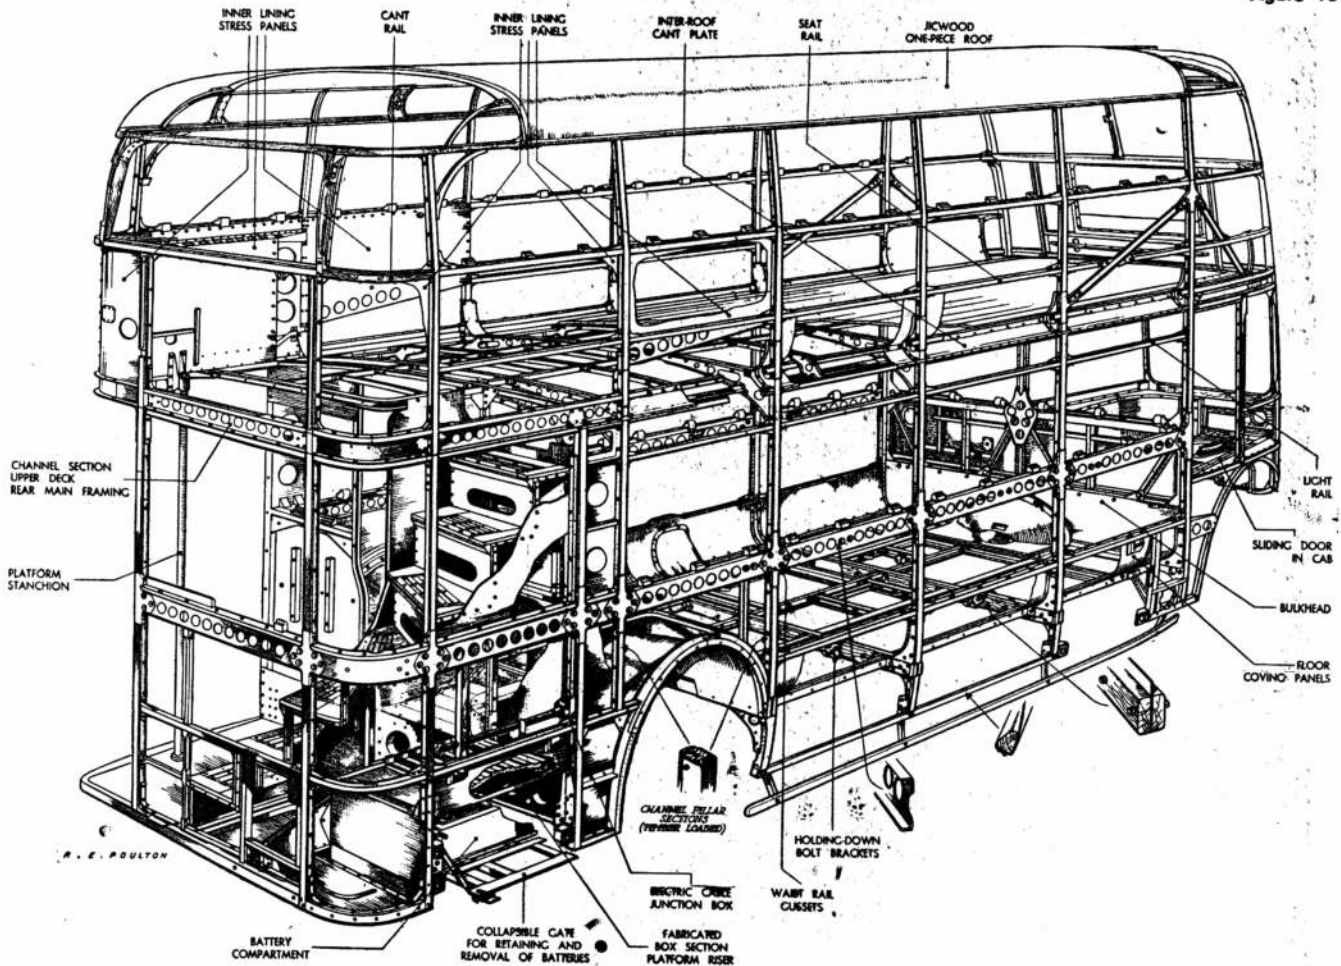 INNER LINING
STRESS PANELS
CANT
RAIL
INNER LINING
STRESS PANELS
INTER-ROOF
CANT PLATE
SEAT
RAIL
JICWOOD
ONE-PIECE ROOF
CHANNEL SECTION
UPPER DECK
REAR MAIN FRAMING
LIGHT
RAIL
SLIDING DOOR
IN CAB
PLATFORM
STANCHION
BULKHEAD
FLOOR
COVING PANELS
CHANNEL PILLAR
SECTIONS
(TIMBER LOADED)
R. E. POULTON
HOLDING-DOWN
BOLT BRACKETS
ELECTRIC CABLE
JUNCTION BOX
WAIST RAIL
GUSSETS
BATTERY
COMPARTMENT
COLLAPSIBLE GATE
FOR RETAINING AND
REMOVAL OF BATTERIES
FABRICATED
BOX SECTION
PLATFORM RISER